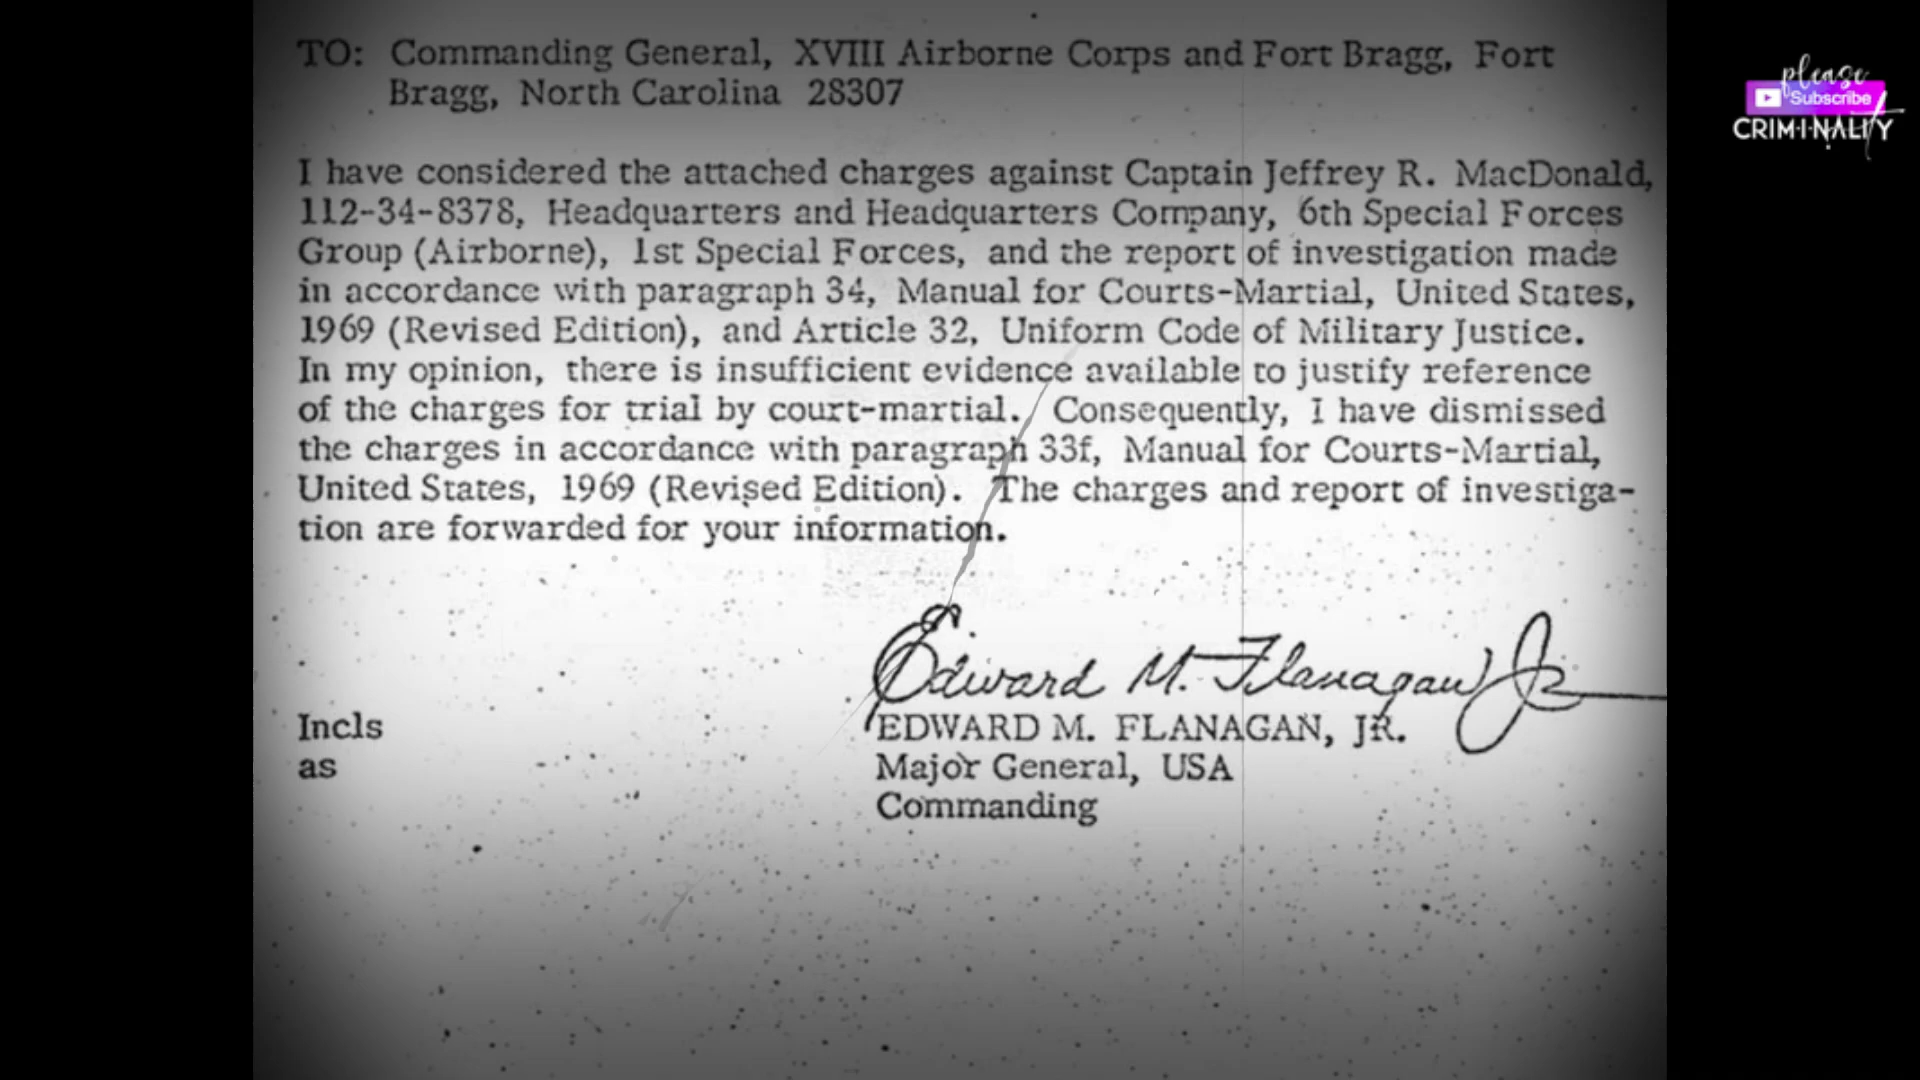 TO: Commanding General, XVIII Airborne Corps and Fort Bragg, Fort
Bragg, North Carolina 28307
I have considered the attached charges against Captain Jeffrey R. MacDonald,
112-34-8378, Headquarters and Headquarters Company, 6th Special Forces
Group (Airborne), 1st Special Forces, and the report of investigation made
in accordance with paragraph 34, Manual for Courts-Martial, United States,
1969 (Revised Edition), and Article 32, Uniform Code of Military Justice.
In my opinion, there is insufficient evidence available to justify reference
of the charges for trial by court-martial. Consequently, I have dismissed
the charges in accordance with paragraph 33f, Manual for Courts-Martial,
United States, 1969 (Revised Edition). The charges and report of investiga-
tion are forwarded for your information.
Edward M. Flanagan Jr
EDWARD M. FLANAGAN, JR.
Major General, USA
Commanding
Incls
as
please
Subscribe
CRIMINALITY